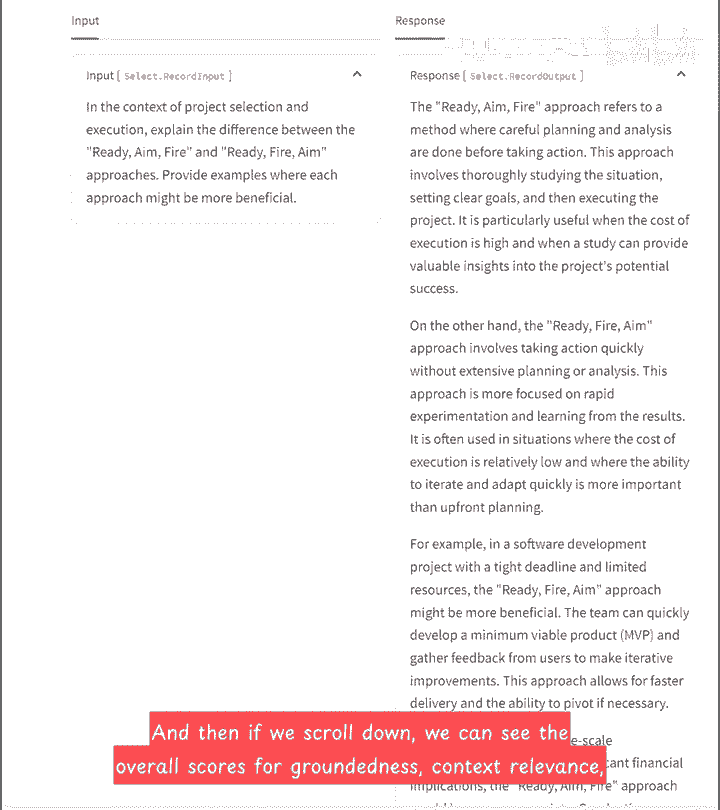 Input
Response
Input [ Select.RecordInput ]
In the context of project selection and
execution, explain the difference between the
"Ready, Aim, Fire" and "Ready, Fire, Aim"
approaches. Provide examples where each
approach might be more beneficial.
Response [ Select.RecordOutput ]
The "Ready, Aim, Fire" approach refers to a
method where careful planning and analysis
are done before taking action. This approach
involves thoroughly studying the situation,
setting clear goals, and then executing the
project. It is particularly useful when the cost of
execution is high and when a study can provide
valuable insights into the project's potential
success.
On the other hand, the "Ready, Fire, Aim"
approach involves taking action quickly
without extensive planning or analysis. This
approach is more focused on rapid
experimentation and learning from the results.
It is often used in situations where the cost of
execution is relatively low and where the ability
to iterate and adapt quickly is more important
than upfront planning.
For example, in a software development
project with a tight deadline and limited
resources, the "Ready, Fire, Aim" approach
might be more beneficial. The team can quickly
develop a minimum viable product (MVP) and
gather feedback from users to make iterative
improvements. This approach allows for faster
delivery and the ability to pivot if necessary.
e-scale
tant financial
implications, the "Ready, Aim, Fire" approach
And then if we scroll down, we can see the
overall scores for groundedness, context relevance,